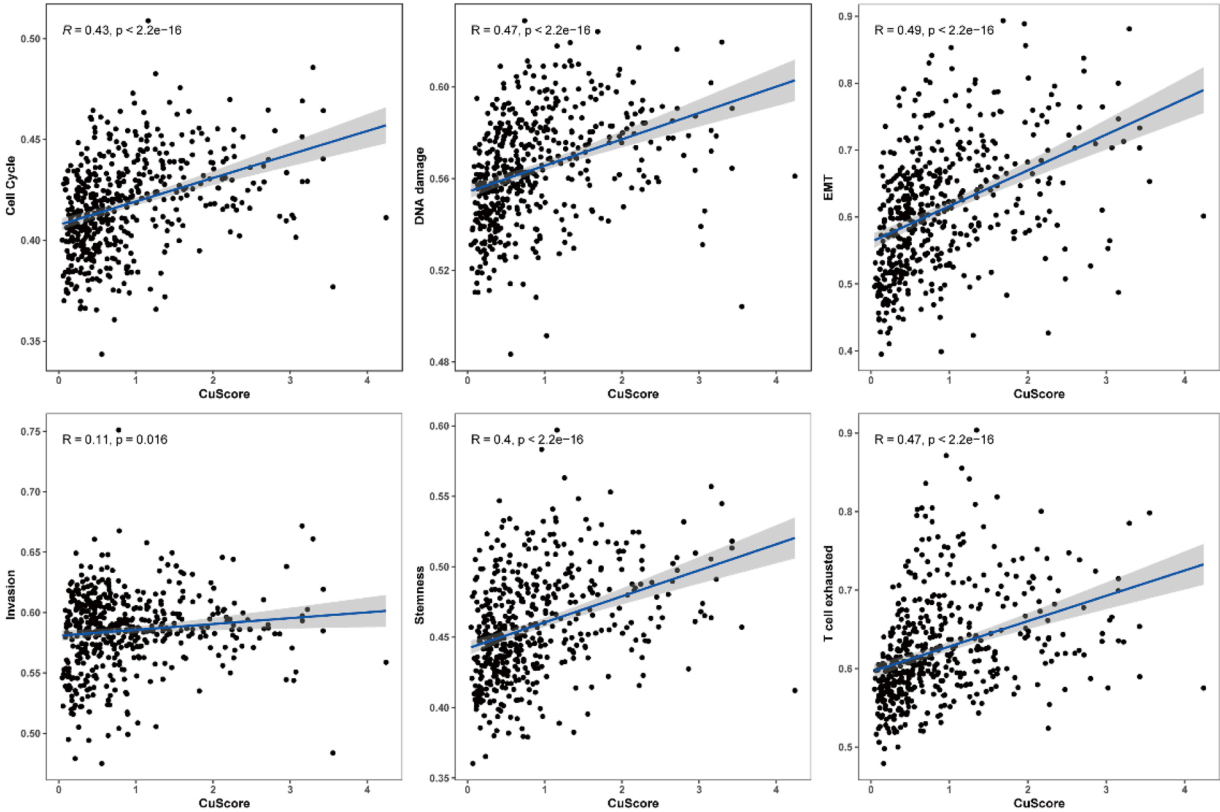 R = 0.43, p < 2.2e−16
Cell Cycle
0.50
0.45
0.40
0.35
0 1 2 3 4
CuScore
R = 0.47, p < 2.2e−16
DNA damage
0.60
0.56
0.52
0.48
0 1 2 3 4
CuScore
R = 0.49, p < 2.2e−16
EMT
0.9
0.8
0.7
0.6
0.5
0.4
0 1 2 3 4
CuScore
R = 0.11, p = 0.016
Invasion
0.75
0.70
0.65
0.60
0.55
0.50
0 1 2 3 4
CuScore
R = 0.4, p < 2.2e−16
Stemness
0.60
0.55
0.50
0.45
0.40
0.35
0 1 2 3 4
CuScore
R = 0.47, p < 2.2e−16
T cell exhausted
0.9
0.8
0.7
0.6
0.5
0 1 2 3 4
CuScore